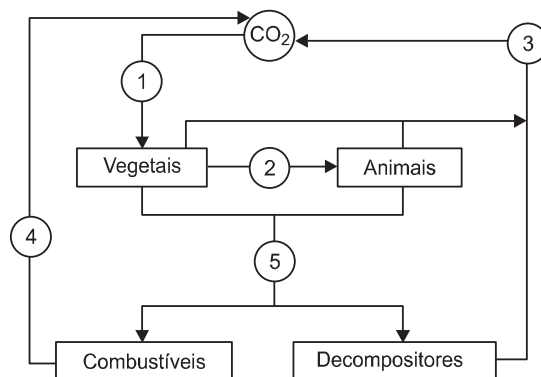 CO₂
3
1
Vegetais
2
Animais
4
5
Combustíveis
Decompositores